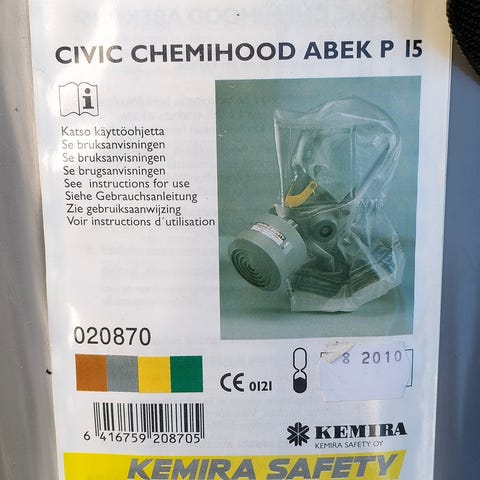 CIVIC CHEMIHOOD ABEK P 15
Katso käyttöohjetta
Se bruksanvisningen
Se bruksanvisningen
Se brugsanvisningen
See instructions for use
Siehe Gebrauchsanleitung
Zie gebruiksaanwijzing
Voir instructions d´utilisation
020870
CE 0121
8 2010
6 416759 208705
KEMIRA
KEMIRA SAFETY OY
KEMIRA SAFETY